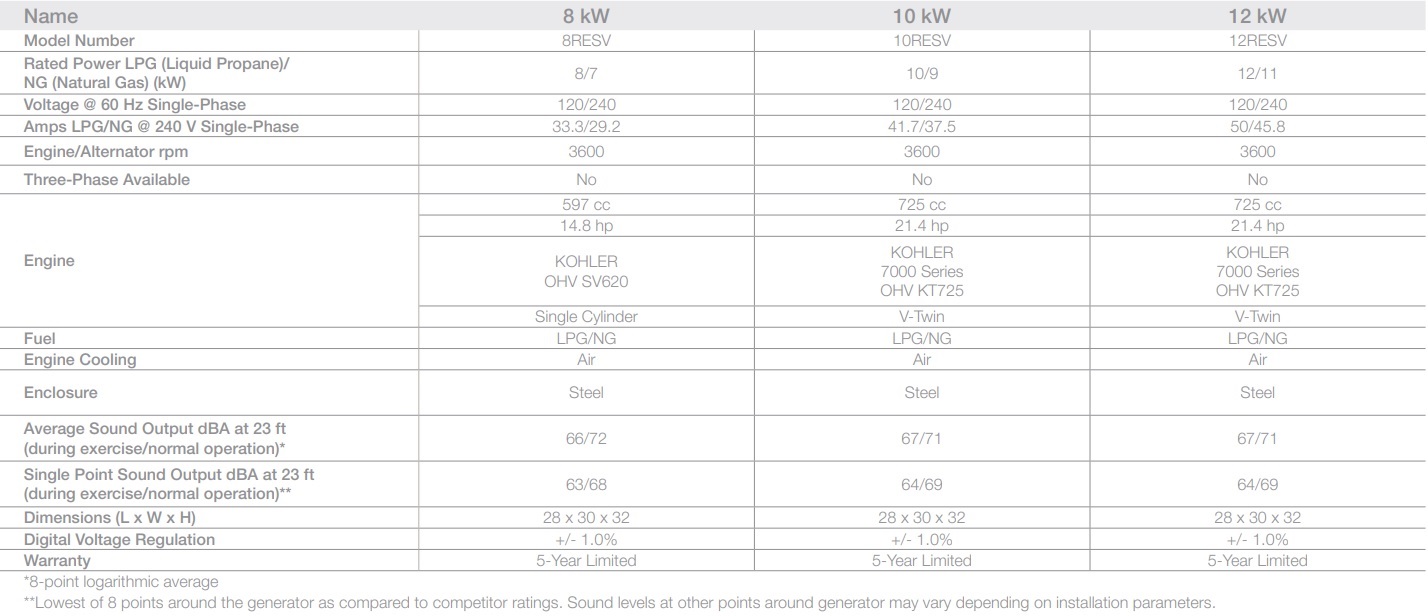 Name 8 kW 10 kW 12 kW
Model Number 8RESV 10RESV 12RESV
Rated Power LPG (Liquid Propane)/
NG (Natural Gas) (kW) 8/7 10/9 12/11
Voltage @ 60 Hz Single-Phase 120/240 120/240 120/240
Amps LPG/NG @ 240 V Single-Phase 33.3/29.2 41.7/37.5 50/45.8
Engine/Alternator rpm 3600 3600 3600
Three-Phase Available No No No
Engine
597 cc 725 cc 725 cc
14.8 hp 21.4 hp 21.4 hp
KOHLER KOHLER KOHLER
OHV SV620 7000 Series 7000 Series
OHV KT725 OHV KT725
Single Cylinder V-Twin V-Twin
Fuel LPG/NG LPG/NG LPG/NG
Engine Cooling Air Air Air
Enclosure Steel Steel Steel
Average Sound Output dBA at 23 ft
(during exercise/normal operation)* 66/72 67/71 67/71
Single Point Sound Output dBA at 23 ft
(during exercise/normal operation)** 63/68 64/69 64/69
Dimensions (L x W x H) 28 x 30 x 32 28 x 30 x 32 28 x 30 x 32
Digital Voltage Regulation +/- 1.0% +/- 1.0% +/- 1.0%
Warranty 5-Year Limited 5-Year Limited 5-Year Limited
*8-point logarithmic average
**Lowest of 8 points around the generator as compared to competitor ratings. Sound levels at other points around generator may vary depending on installation parameters.